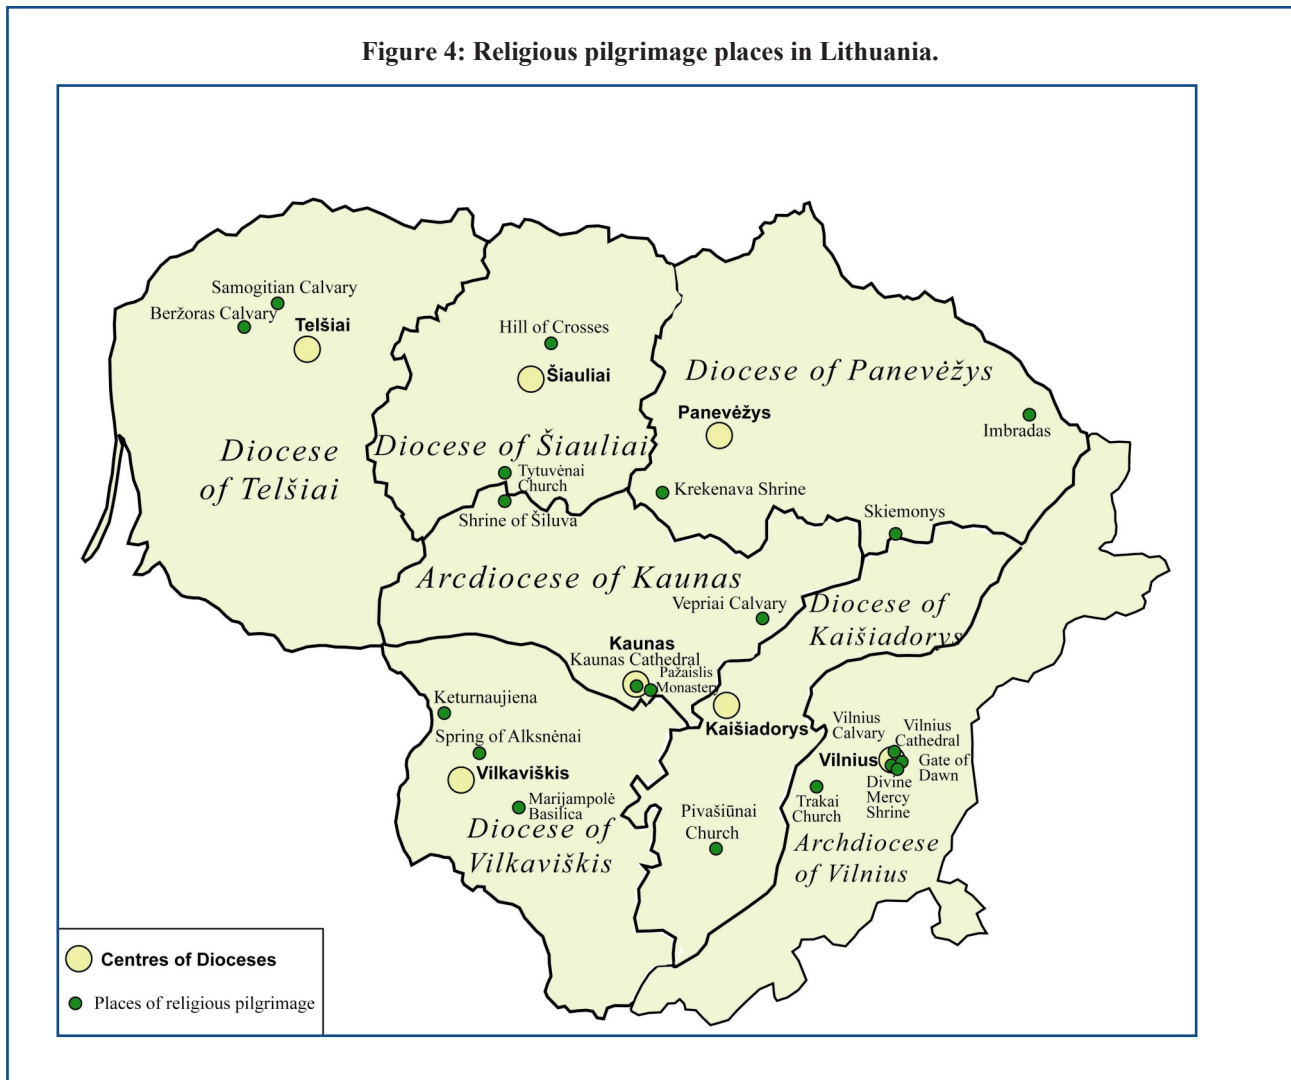 Figure 4: Religious pilgrimage places in Lithuania.
Samogitian Calvary
Beržoras Calvary
Telšiai
Hill of Crosses
Šiauliai
Diocese of Panevėžys
Panevėžys
Imbradas
Diocese
of Telšiai
Diocese of Šiauliai
Tytuvėnai
Church
Krekenava Shrine
Shrine of Šiluva
Skiemonys
Arcdiocese of Kaunas
Vepriai Calvary
Diocese of
Kaišiadorys
Kaunas
Kaunas Cathedral
Pažaislis
Monastery
Keturnaujiena
Kaišiadorys
Spring of Alksnėnai
Vilkaviškis
Vilnius
Calvary
Vilnius
Cathedral
Vilnius
Gate of
Dawn
Divine
Mercy
Shrine
Trakai
Church
Marijampolė
Basilica
Pivašiūnai
Church
Diocese of
Vilkaviškis
Archdiocese
of Vilnius
Centres of Dioceses
Places of religious pilgrimage